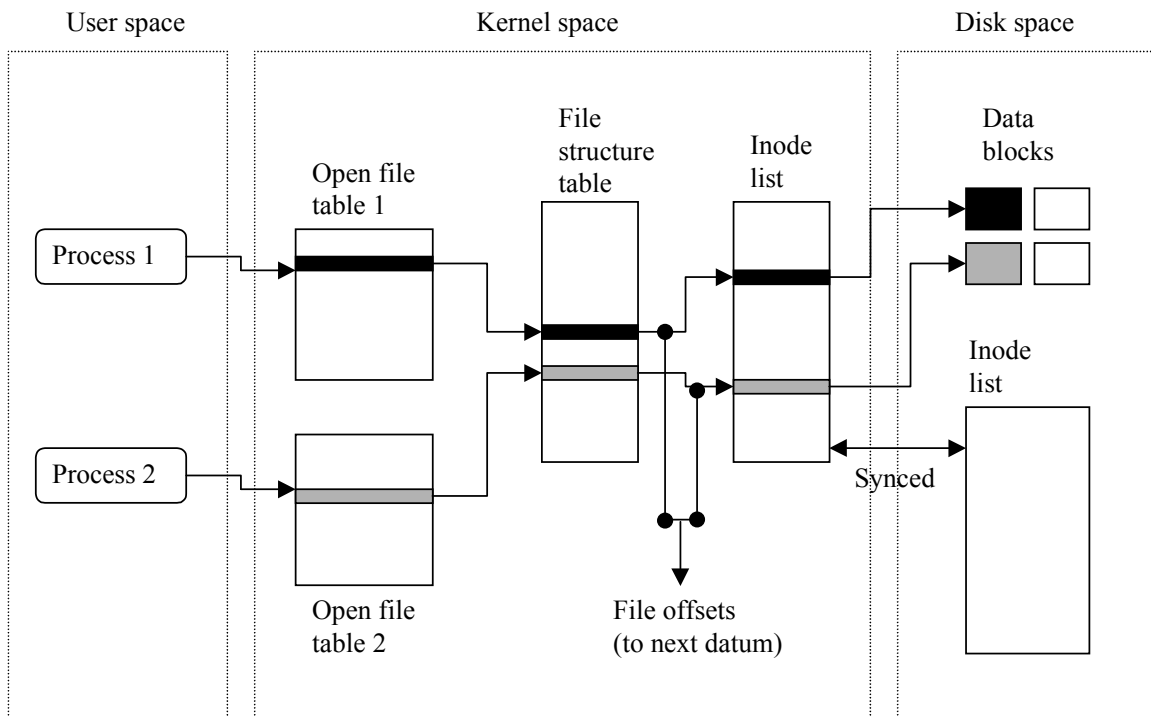 User space
Kernel space
Disk space
File
structure
table
Inode
list
Data
blocks
Open file
table 1
Process 1
Inode
list
Process 2
Synced
Open file
table 2
File offsets
(to next datum)